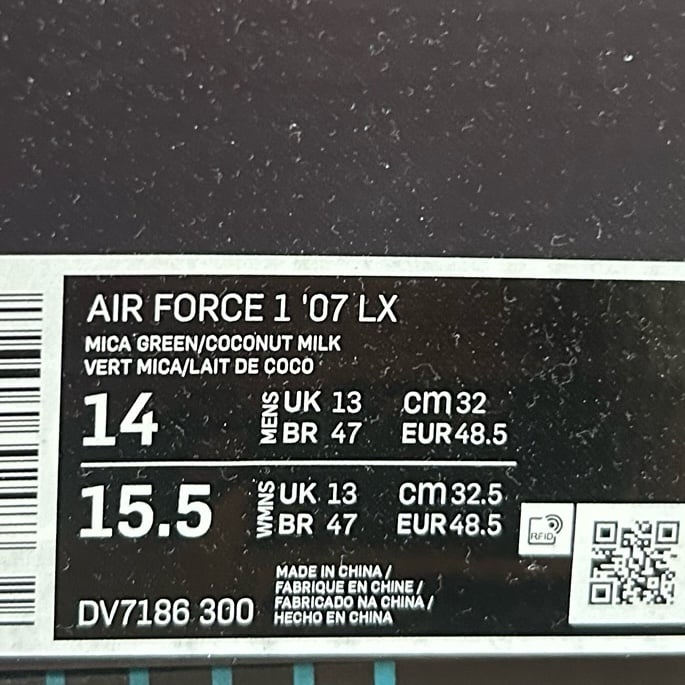 AIR FORCE 1 '07 LX
MICA GREEN/COCONUT MILK
VERT MICA/LAIT DE COCO
14 MENS UK 13 cm 32
BR 47 EUR 48.5
15.5 WMNS UK 13 cm 32.5
BR 47 EUR 48.5
RFID
MADE IN CHINA /
FABRIQUE EN CHINE /
FABRICADO NA CHINA /
HECHO EN CHINA
DV7186 300